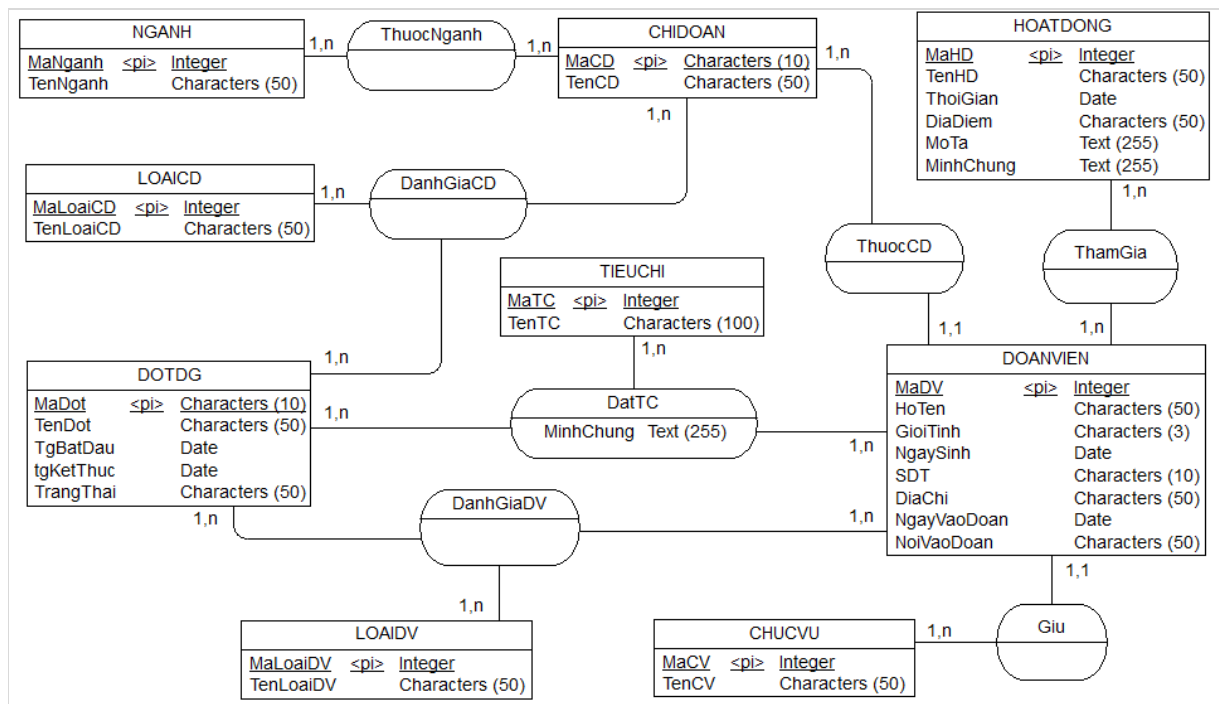 NGANH
MaNganh <pi> Integer
TenNganh Characters (50)
1,n
ThuocNganh
1,n
CHIDOAN
MaCD <pi> Characters (10)
TenCD Characters (50)
1,n
1,n
HOATDONG
MaHD <pi> Integer
TenHD Characters (50)
ThoiGian Date
DiaDiem Characters (50)
MoTa Text (255)
MinhChung Text (255)
1,n
LOAICD
MaLoaiCD <pi> Integer
TenLoaiCD Characters (50)
1,n
DanhGiaCD
ThuocCD
1,1
ThamGia
1,n
TIEUCHI
MaTC <pi> Integer
TenTC Characters (100)
1,n
DOTDG
MaDot <pi> Characters (10)
TenDot Characters (50)
TgBatDau Date
tgKetThuc Date
TrangThai Characters (50)
1,n
1,n
1,n
DatTC
MinhChung Text (255)
1,n
DOANVIEN
MaDV <pi> Integer
HoTen Characters (50)
GioiTinh Characters (3)
NgaySinh Date
SDT Characters (10)
DiaChi Characters (50)
NgayVaoDoan Date
NoiVaoDoan Characters (50)
DanhGiaDV
1,n
1,1
1,n
LOAIDV
MaLoaiDV <pi> Integer
TenLoaiDV Characters (50)
CHUCVU
MaCV <pi> Integer
TenCV Characters (50)
1,n
Giu